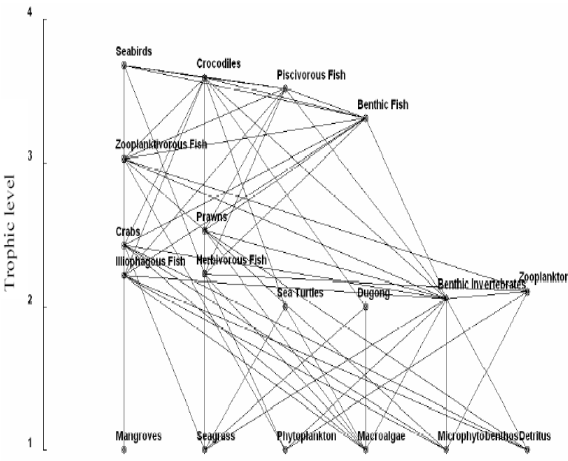 4
Seabirds
Crocodiles
Piscivorous Fish
Benthic Fish
3
Zooplanktivorous Fish
Prawns
Crabs
Illiophagous Fish
Herbivorous Fish
Zooplankton
Benthic Invertebrates
Sea Turtles
Dugong
2
Trophic level
Mangroves
Seagrass
Phytoplankton
Macroalgae
Microphytobenthos
Detritus
1